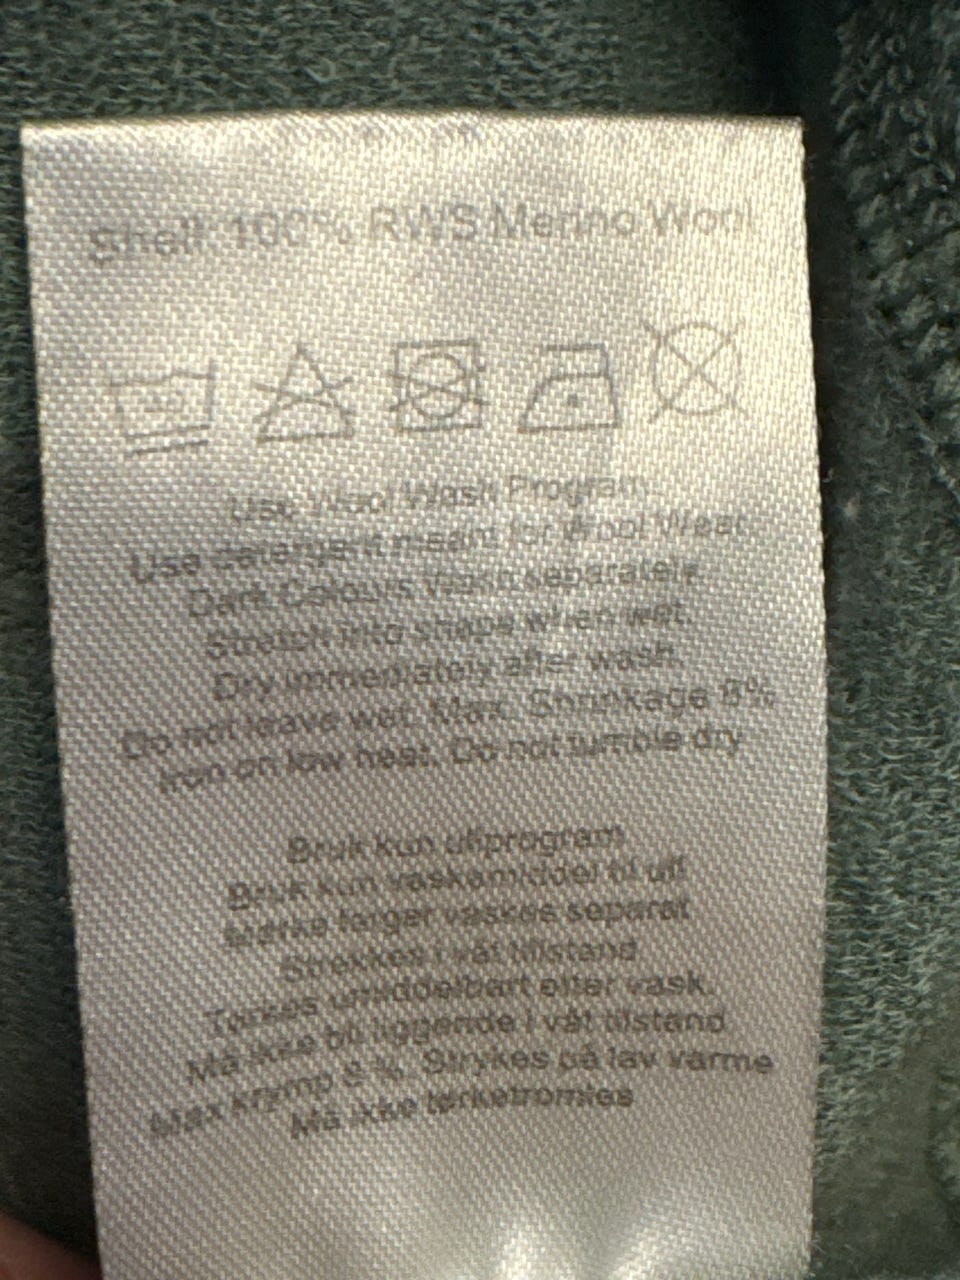 Shell: 100% RWS Merino Wool
Use Wool Wash Program
Use detergent meant for Wool Wear
Dark Colours Wash separately
Stretch into shape when wet.
Dry immediately after wash.
Do not leave wet. Max. Shrinkage 8%
Iron on low heat. Do not tumble dry
Bruk kun ullprogram
Bruk kun vaskemiddel til ull
Mørke farger vaskes separat
Strekkes i våt tilstand
Tørkes umiddelbart etter vask.
Må ikke bli liggende i våt tilstand
Max krymp 8 %. Strykes på lav varme
Må ikke tørketromles